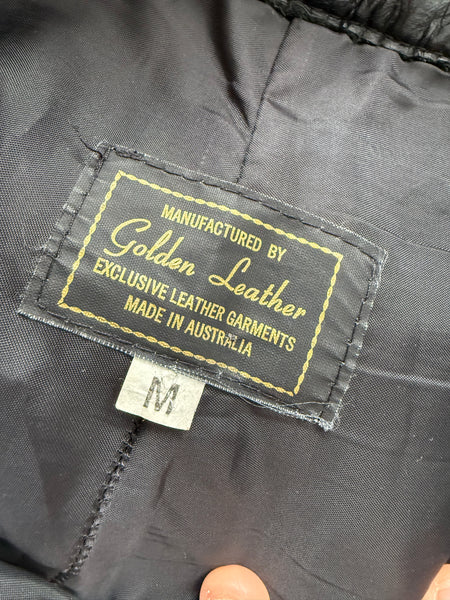 MANUFACTURED BY
Golden Leather
EXCLUSIVE LEATHER GARMENTS
MADE IN AUSTRALIA
M